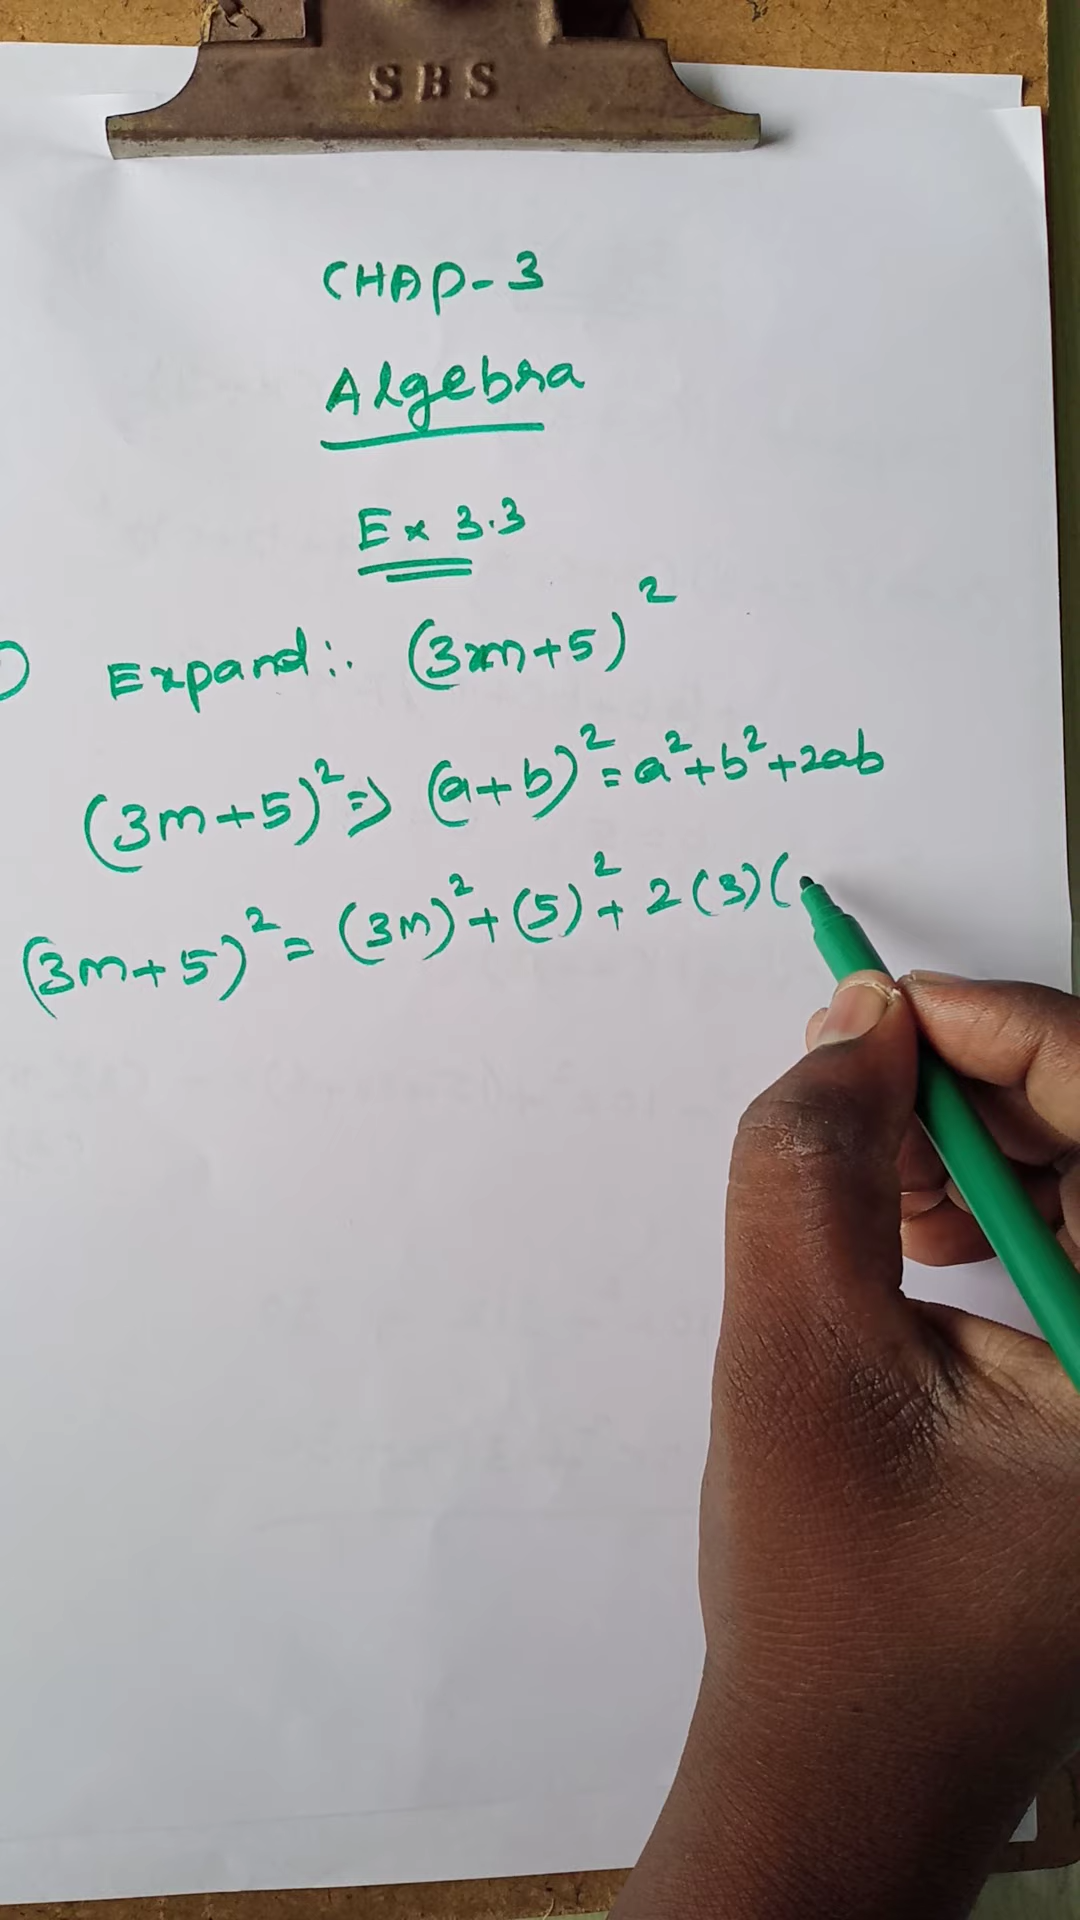 SBS
CHAP-3
Algebra
Ex 3.3
Expand:. (3m+5)²
(3m+5)² => (a+b)² = a²+b²+2ab
(3m+5)² = (3m)²+(5)²+2(3)(